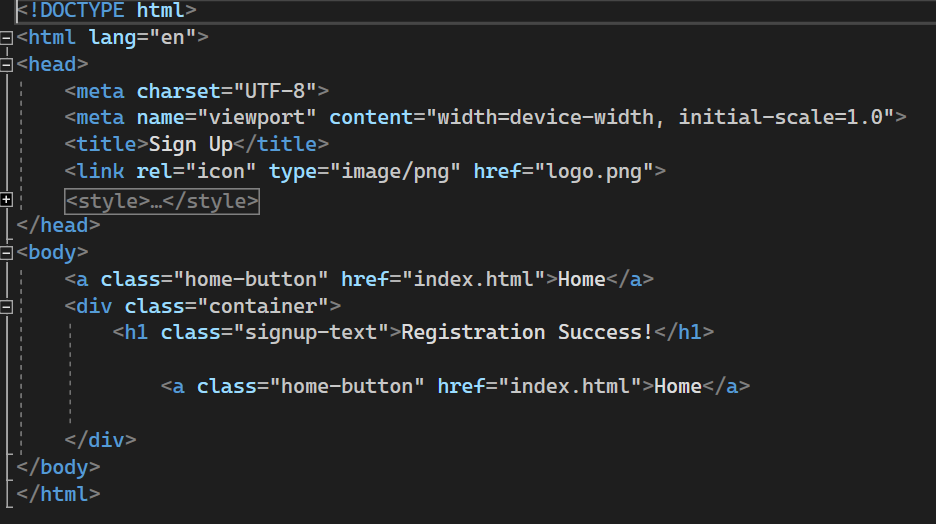 <!DOCTYPE html>
<html lang="en">
<head>
    <meta charset="UTF-8">
    <meta name="viewport" content="width=device-width, initial-scale=1.0">
    <title>Sign Up</title>
    <link rel="icon" type="image/png" href="logo.png">
    <style>…</style>
</head>
<body>
    <a class="home-button" href="index.html">Home</a>
    <div class="container">
        <h1 class="signup-text">Registration Success!</h1>
            <a class="home-button" href="index.html">Home</a>
    </div>
</body>
</html>